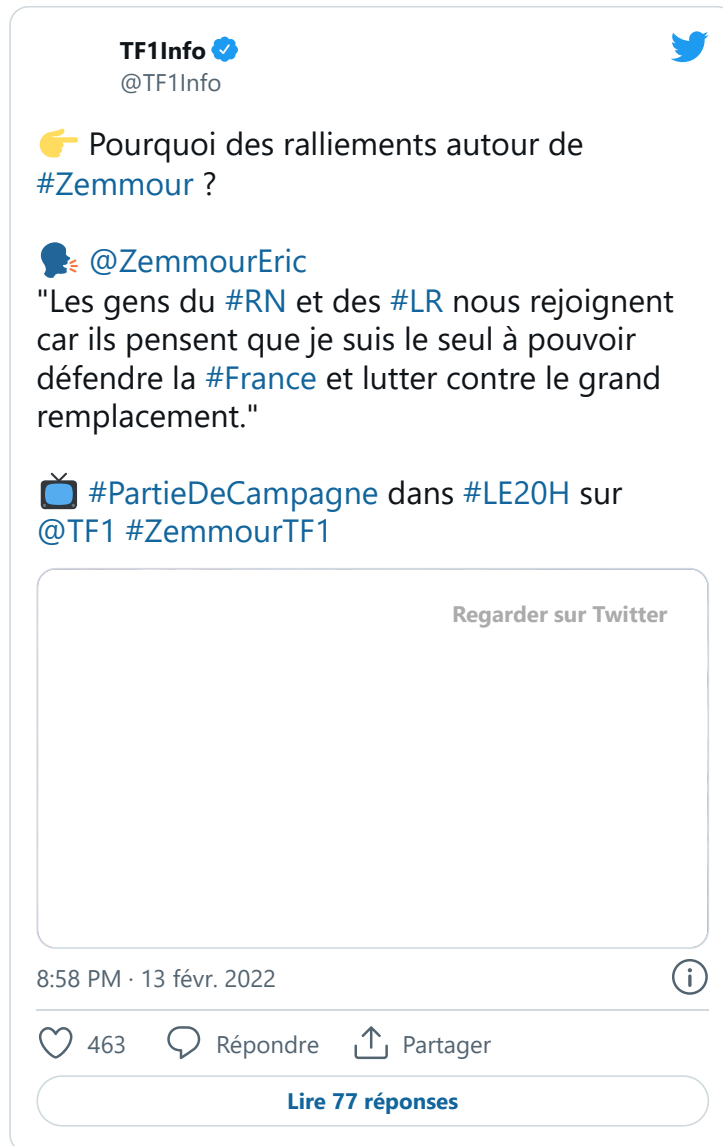 TF1Info
@TF1Info
👉 Pourquoi des ralliements autour de
#Zemmour ?
🗣 @ZemmourEric
"Les gens du #RN et des #LR nous rejoignent
car ils pensent que je suis le seul à pouvoir
défendre la #France et lutter contre le grand
remplacement."
📺 #PartieDeCampagne dans #LE20H sur
@TF1 #ZemmourTF1
Regarder sur Twitter
8:58 PM · 13 févr. 2022
463 Répondre Partager
Lire 77 réponses